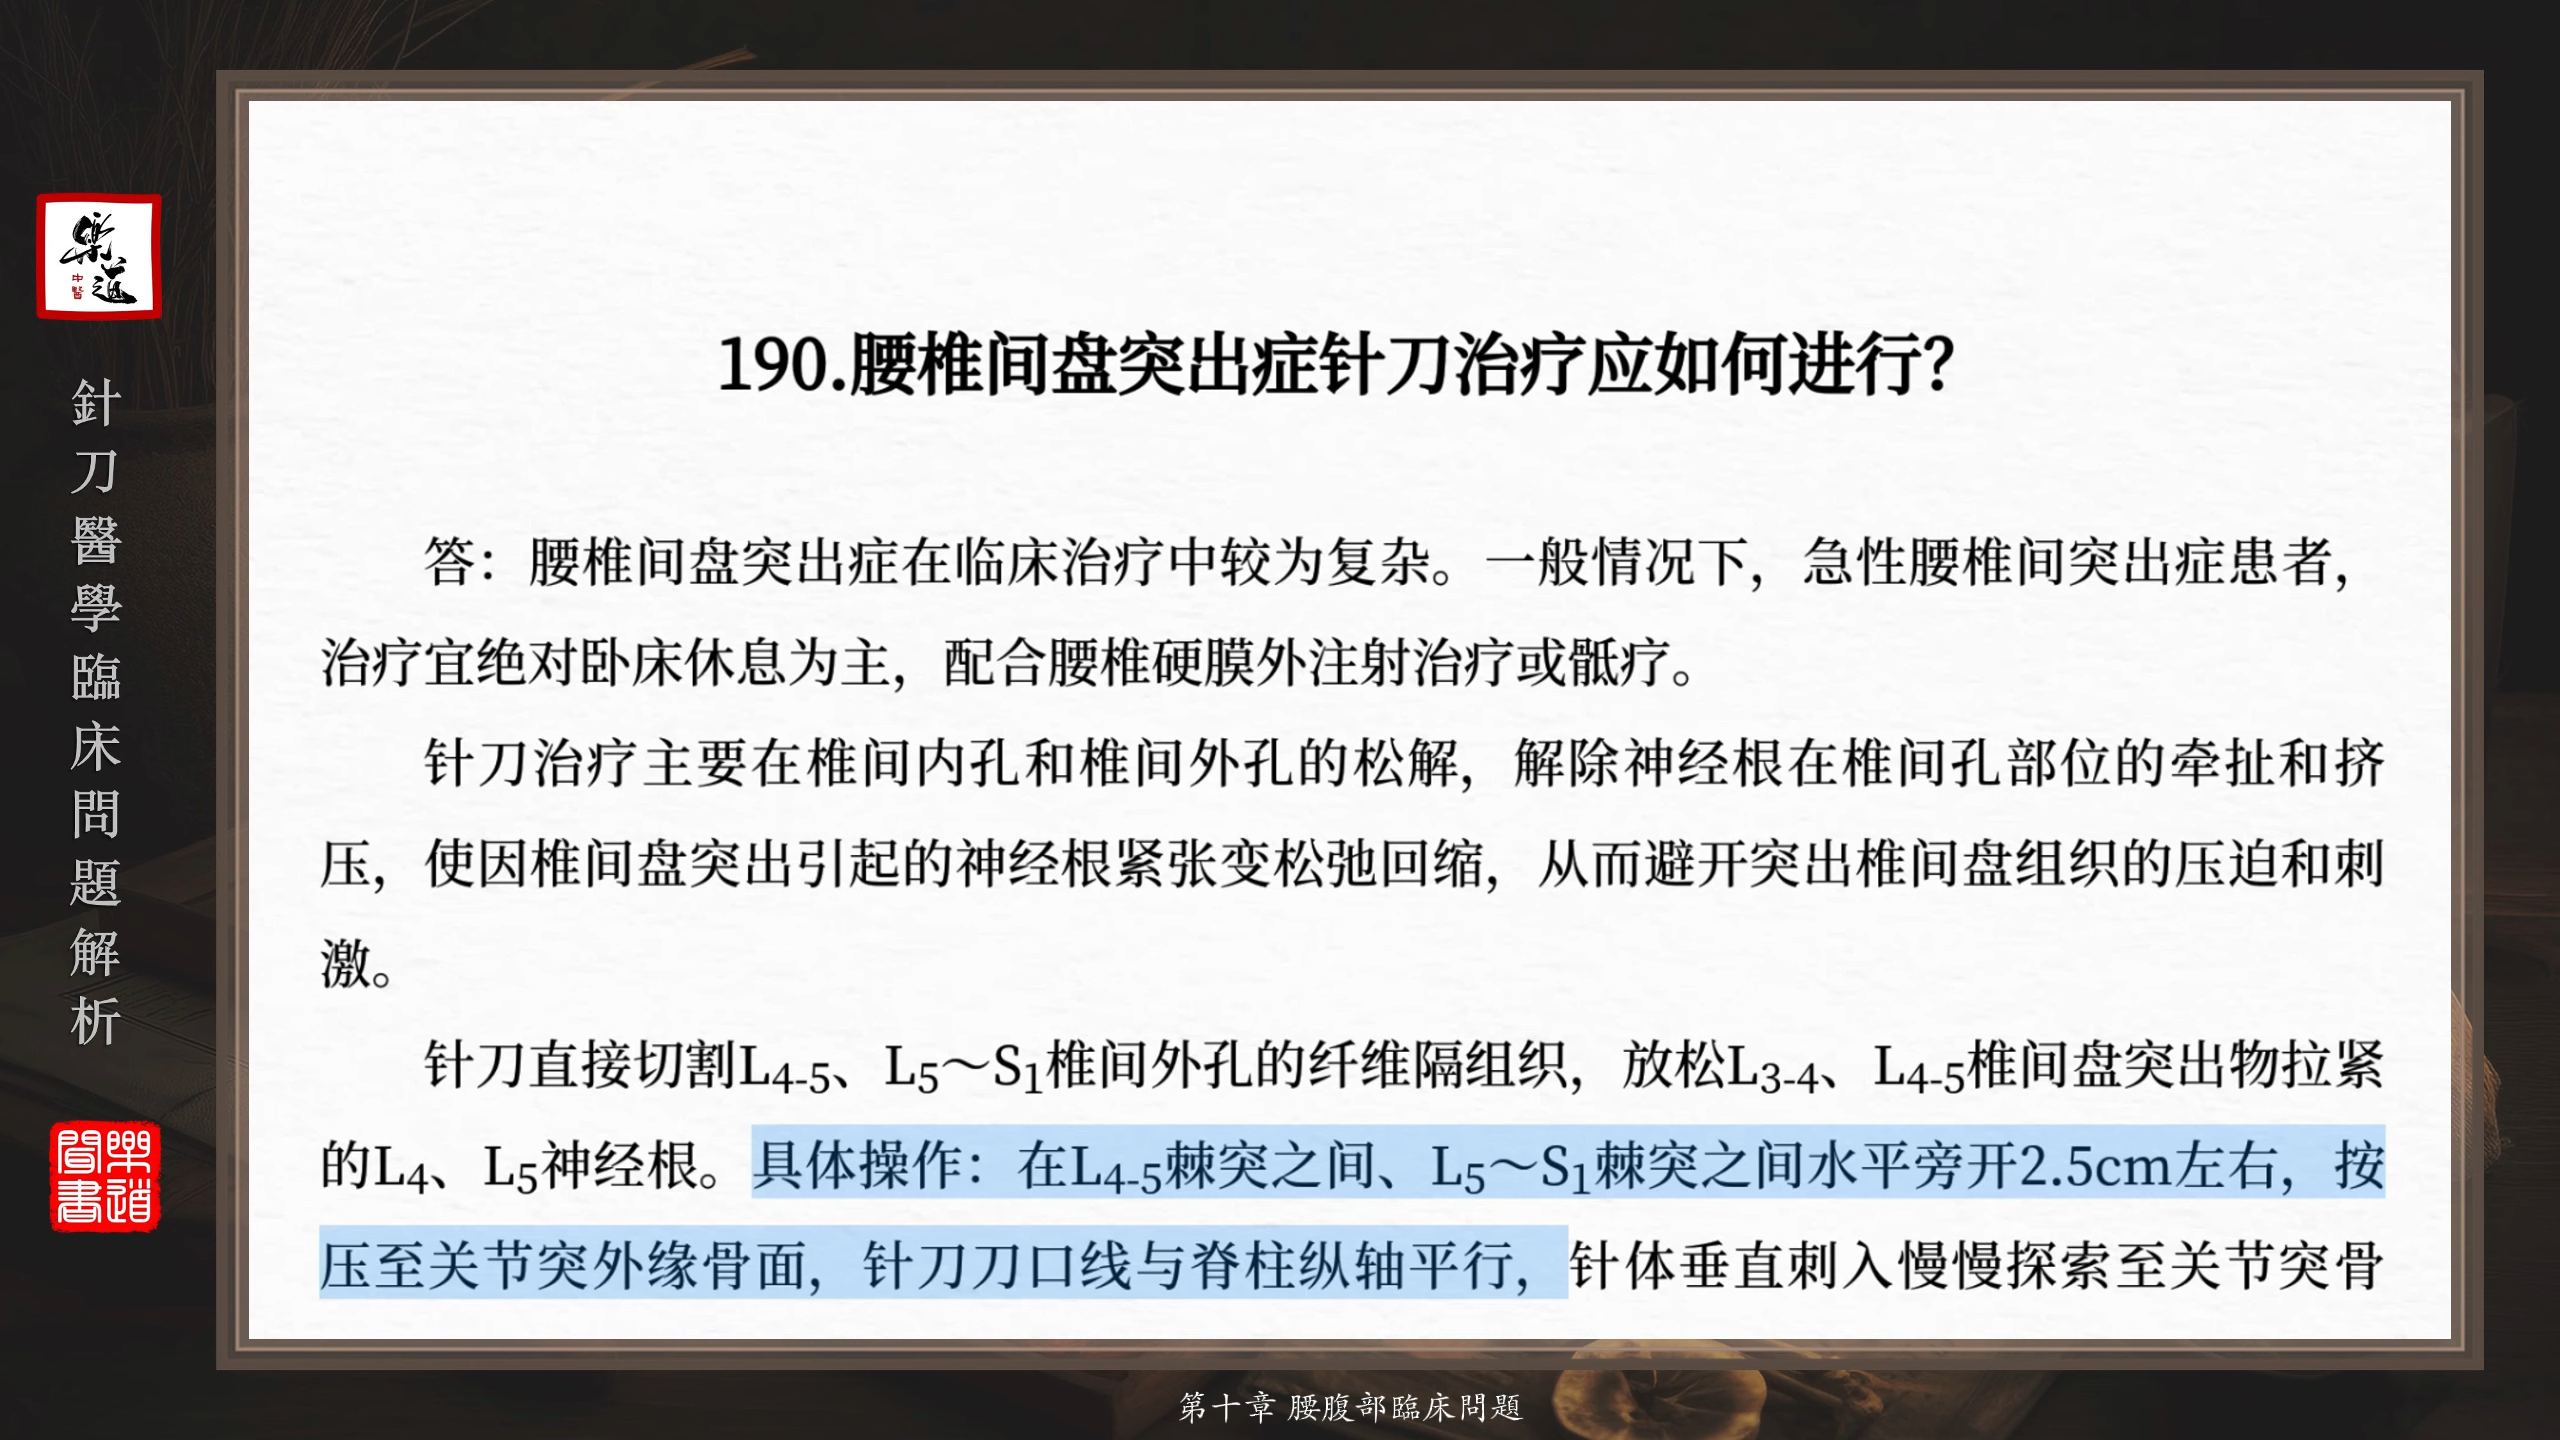 樂道
中醫
針刀醫學臨床問題解析
樂道
閱書
190.腰椎间盘突出症针刀治疗应如何进行？
答：腰椎间盘突出症在临床治疗中较为复杂。一般情况下，急性腰椎间突出症患者，
治疗宜绝对卧床休息为主，配合腰椎硬膜外注射治疗或骶疗。
针刀治疗主要在椎间内孔和椎间外孔的松解，解除神经根在椎间孔部位的牵扯和挤
压，使因椎间盘突出引起的神经根紧张变松弛回缩，从而避开突出椎间盘组织的压迫和刺
激。
针刀直接切割L4-5、L5～S1椎间外孔的纤维隔组织，放松L3-4、L4-5椎间盘突出物拉紧
的L4、L5神经根。具体操作：在L4-5棘突之间、L5～S1棘突之间水平旁开2.5cm左右，按
压至关节突外缘骨面，针刀刀口线与脊柱纵轴平行，针体垂直刺入慢慢探索至关节突骨
第十章 腰腹部臨床問題